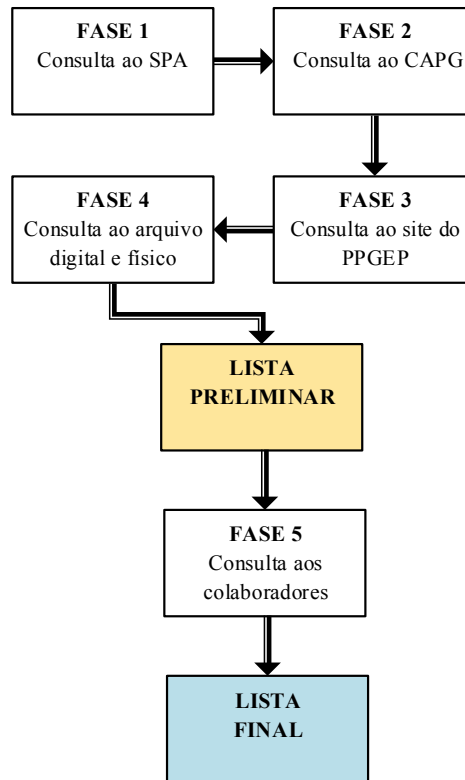 FASE 1
Consulta ao SPA
FASE 2
Consulta ao CAPG
FASE 3
Consulta ao site do
PPGEP
FASE 4
Consulta ao arquivo
digital e físico
LISTA
PRELIMINAR
FASE 5
Consulta aos
colaboradores
LISTA
FINAL